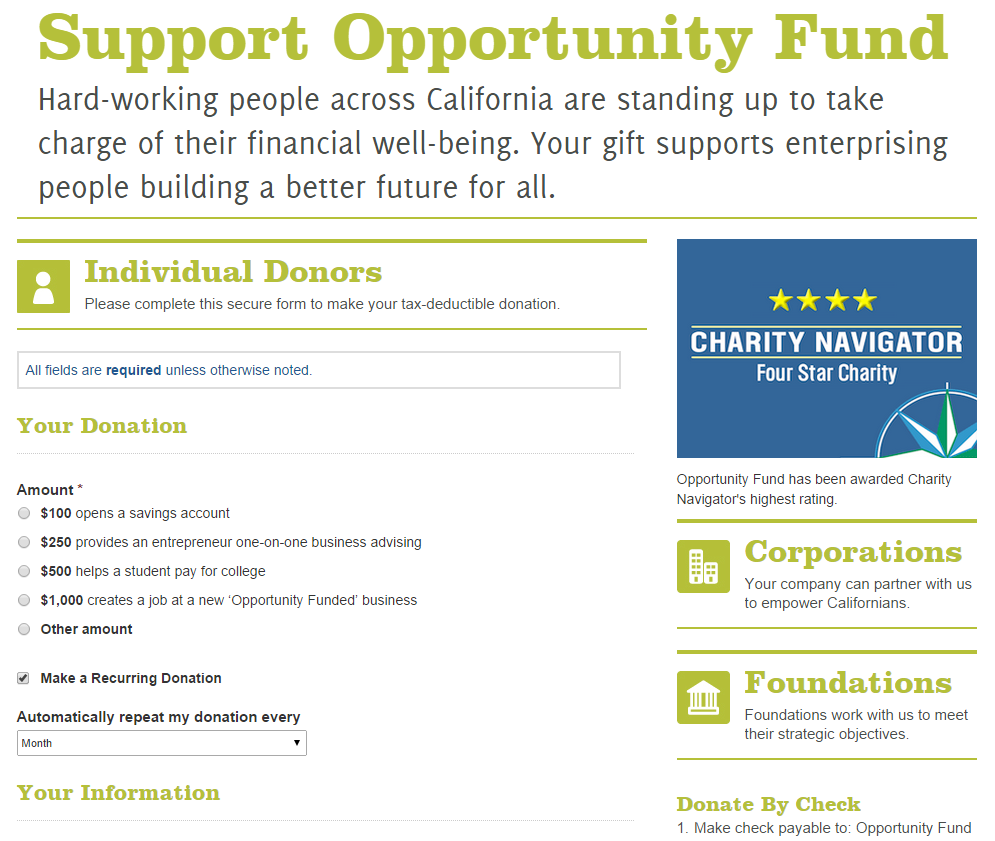 Support Opportunity Fund
Hard-working people across California are standing up to take
charge of their financial well-being. Your gift supports enterprising
people building a better future for all.
Individual Donors
Please complete this secure form to make your tax-deductible donation.
All fields are required unless otherwise noted.
Your Donation
Amount *
$100 opens a savings account
$250 provides an entrepreneur one-on-one business advising
$500 helps a student pay for college
$1,000 creates a job at a new ‘Opportunity Funded’ business
Other amount
Make a Recurring Donation
Automatically repeat my donation every
Month
Your Information
CHARITY NAVIGATOR
Four Star Charity
Opportunity Fund has been awarded Charity
Navigator's highest rating.
Corporations
Your company can partner with us
to empower Californians.
Foundations
Foundations work with us to meet
their strategic objectives.
Donate By Check
1. Make check payable to: Opportunity Fund